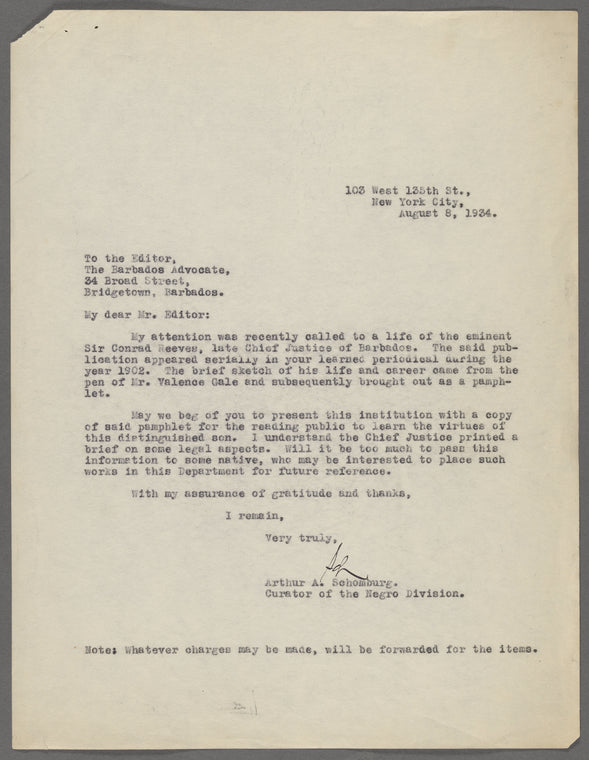 103 West 135th St.,
New York City,
August 8, 1934.
To the Editor,
The Barbados Advocate,
34 Broad Street,
Bridgetown, Barbados.
My dear Mr. Editor:
My attention was recently called to a life of the eminent
Sir Conrad Reeves, late Chief Justice of Barbados. The said pub-
lication appeared serially in your learned periodical during the
year 1902. The brief sketch of his life and career came from the
pen of Mr. Valence Gale and subsequently brought out as a pamph-
let.
May we beg of you to present this institution with a copy
of said pamphlet for the reading public to learn the virtues of
this distinguished son. I understand the Chief Justice printed a
brief on some legal aspects. Will it be too much to pass this
information to some native, who may be interested to place such
works in this Department for future reference.
With my assurance of gratitude and thanks,
I remain,
Very truly,
Arthur A. Schomburg.
Curator of the Negro Division.
Note: Whatever charges may be made, will be forwarded for the items.